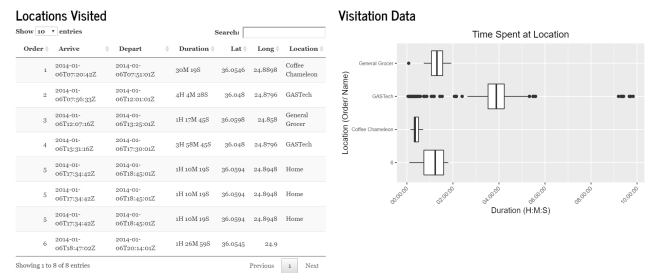 Locations Visited
Show 10 entries
Search:
Order Arrive Depart Duration Lat Long Location
1 2014-01-06T07:20:42Z 2014-01-06T07:51:01Z 30M 19S 36.0546 24.8898 Coffee Chameleon
2 2014-01-06T07:56:33Z 2014-01-06T12:01:01Z 4H 4M 28S 36.048 24.8796 GASTech
3 2014-01-06T12:07:16Z 2014-01-06T13:25:01Z 1H 17M 45S 36.0598 24.858 General Grocer
4 2014-01-06T13:31:16Z 2014-01-06T17:30:01Z 3H 58M 45S 36.048 24.8796 GASTech
5 2014-01-06T17:34:42Z 2014-01-06T18:45:01Z 1H 10M 19S 36.0594 24.8948 Home
5 2014-01-06T17:34:42Z 2014-01-06T18:45:01Z 1H 10M 19S 36.0594 24.8948 Home
5 2014-01-06T17:34:42Z 2014-01-06T18:45:01Z 1H 10M 19S 36.0594 24.8948 Home
6 2014-01-06T18:47:02Z 2014-01-06T20:14:01Z 1H 26M 59S 36.0545 24.9
Showing 1 to 8 of 8 entries
Previous 1 Next
Visitation Data
Time Spent at Location
Location (Order/ Name)
General Grocer
GASTech
Coffee Chameleon
6
00:00:00
02:00:00
04:00:00
06:00:00
08:00:00
10:00:00
Duration (H:M:S)